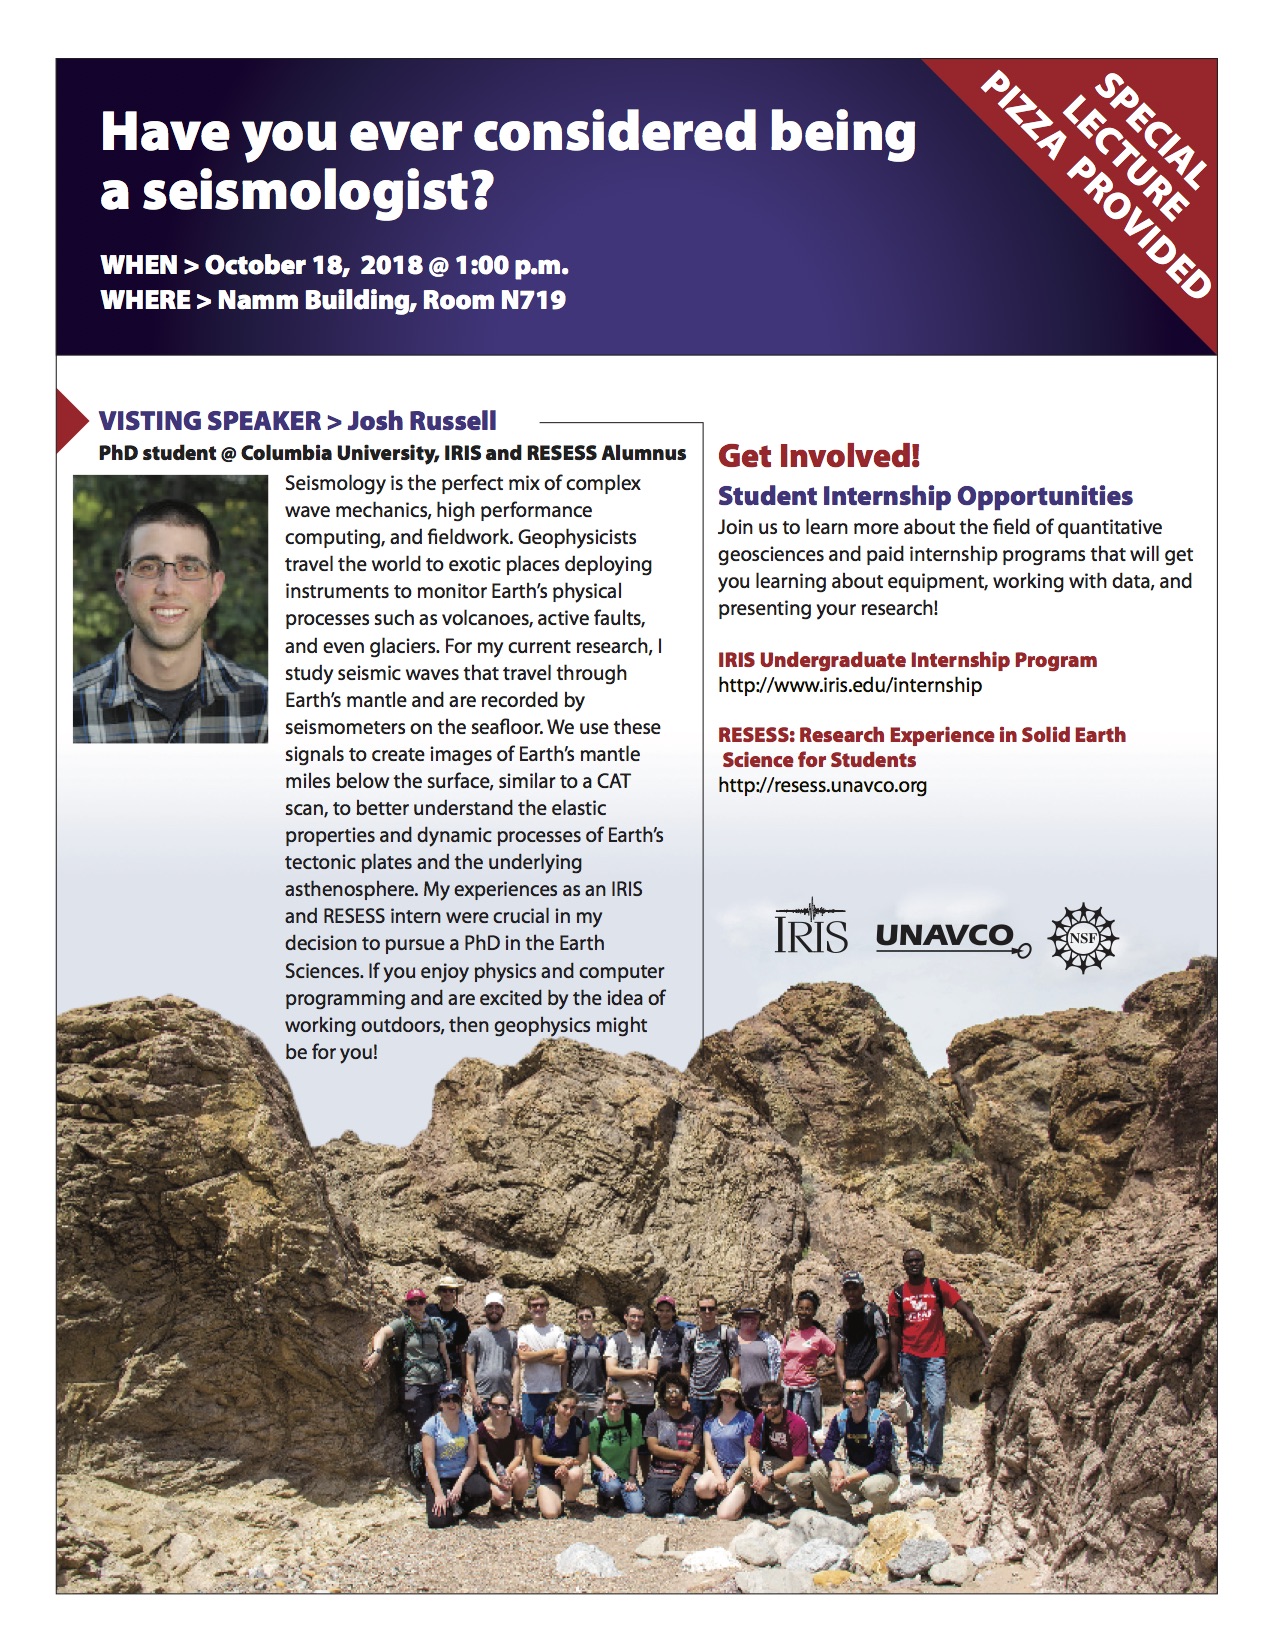 Have you ever considered being
a seismologist?
WHEN > October 18,  2018 @ 1:00 p.m.
WHERE > Namm Building, Room N719
SPECIAL
LECTURE
PIZZA PROVIDED
VISTING SPEAKER > Josh Russell
PhD student @ Columbia University, IRIS and RESESS Alumnus
Seismology is the perfect mix of complex
wave mechanics, high performance
computing, and fieldwork. Geophysicists
travel the world to exotic places deploying
instruments to monitor Earth's physical
processes such as volcanoes, active faults,
and even glaciers. For my current research, I
study seismic waves that travel through
Earth's mantle and are recorded by
seismometers on the seafloor. We use these
signals to create images of Earth's mantle
miles below the surface, similar to a CAT
scan, to better understand the elastic
properties and dynamic processes of Earth's
tectonic plates and the underlying
asthenosphere. My experiences as an IRIS
and RESESS intern were crucial in my
decision to pursue a PhD in the Earth
Sciences. If you enjoy physics and computer
programming and are excited by the idea of
working outdoors, then geophysics might
be for you!
Get Involved!
Student Internship Opportunities
Join us to learn more about the field of quantitative
geosciences and paid internship programs that will get
you learning about equipment, working with data, and
presenting your research!
IRIS Undergraduate Internship Program
http://www.iris.edu/internship
RESESS: Research Experience in Solid Earth
Science for Students
http://resess.unavco.org
IRIS
UNAVCO
NSF